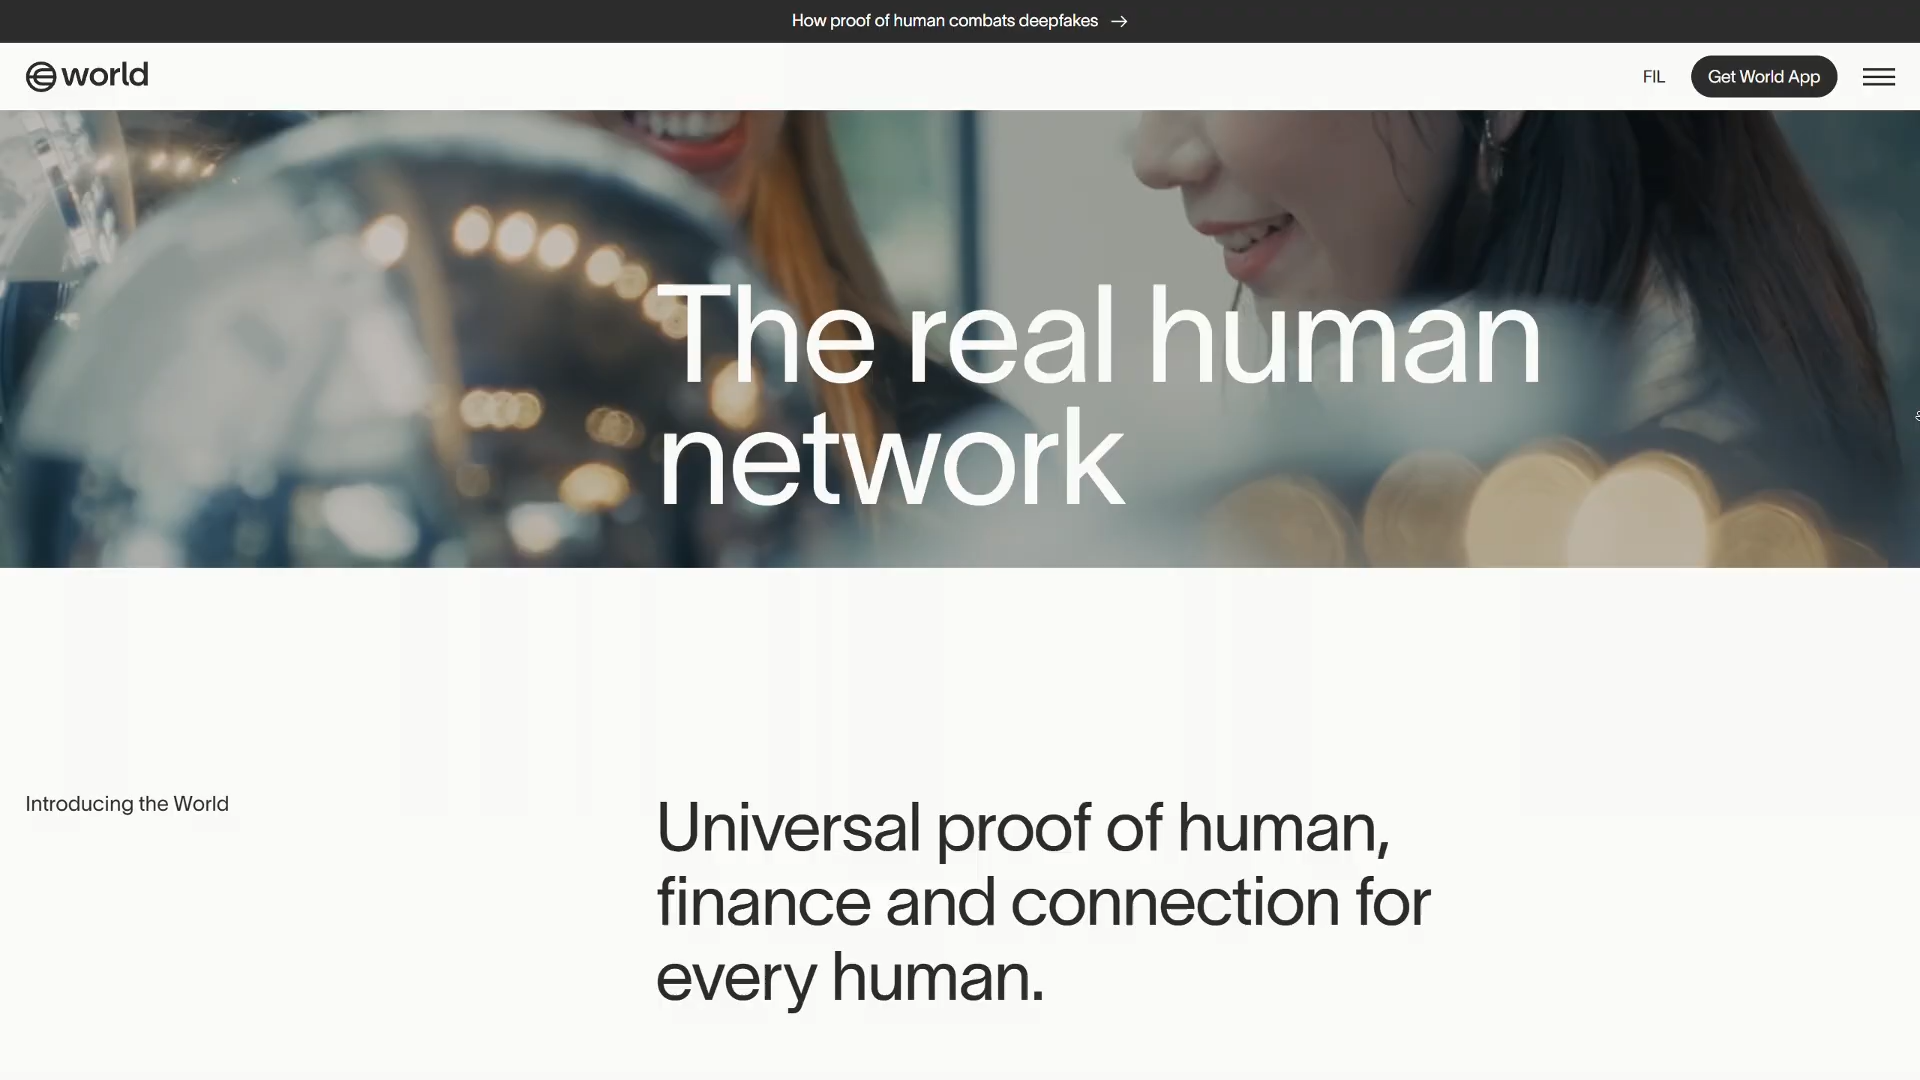 How proof of human combats deepfakes →
world
FIL
Get World App
The real human
network
Introducing the World
Universal proof of human,
finance and connection for
every human.